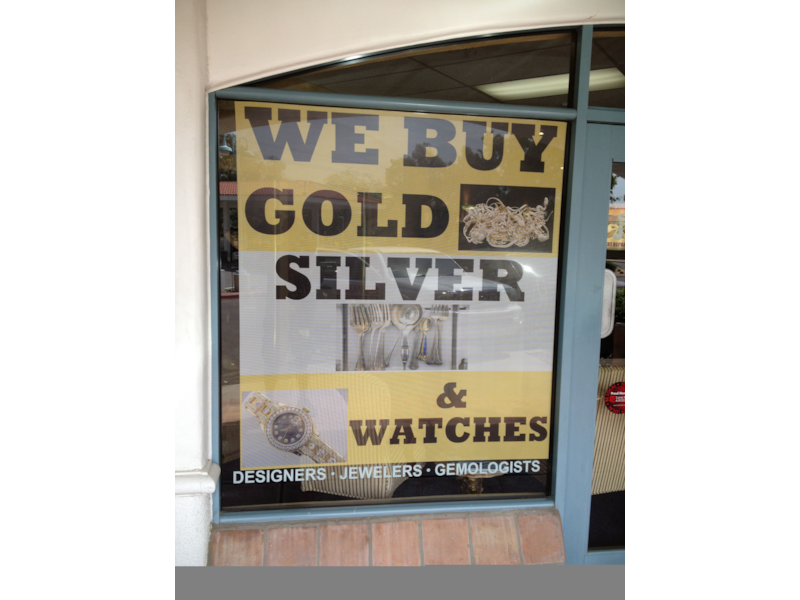 WE BUY
GOLD
SILVER
&
WATCHES
DESIGNERS · JEWELERS · GEMOLOGISTS